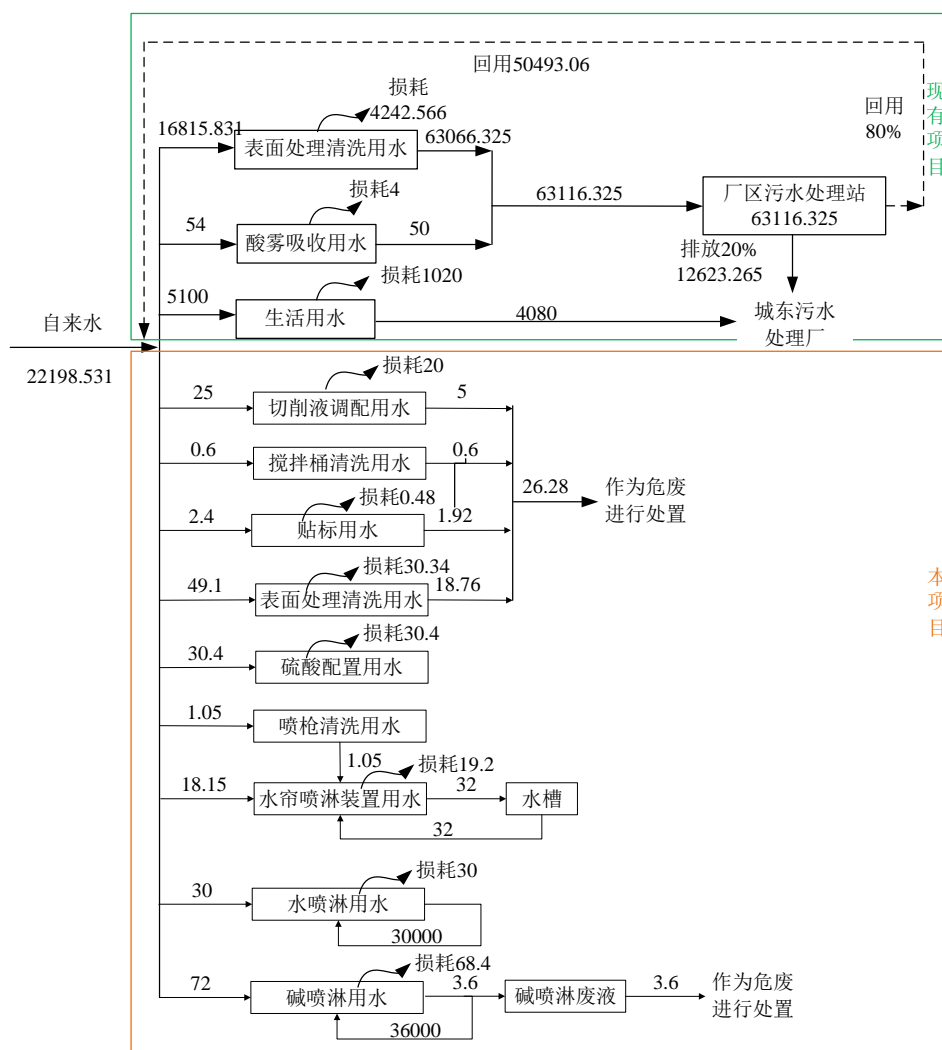 回用50493.06
损耗
4242.566
16815.831
表面处理清洗用水
63066.325
回用
80%
现
有
项
目
损耗4
54
酸雾吸收用水
50
63116.325
厂区污水处理站
63116.325
排放20%
12623.265
损耗1020
5100
生活用水
4080
城东污水
处理厂
自来水
22198.531
损耗20
25
切削液调配用水
5
0.6
搅拌桶清洗用水
0.6
26.28
作为危废
进行处置
损耗0.48
2.4
贴标用水
1.92
损耗30.34
49.1
表面处理清洗用水
18.76
本
项
目
损耗30.4
30.4
硫酸配置用水
1.05
喷枪清洗用水
1.05
损耗19.2
18.15
水帘喷淋装置用水
32
水槽
32
损耗30
30
水喷淋用水
30000
损耗68.4
72
碱喷淋用水
3.6
碱喷淋废液
3.6
作为危废
进行处置
36000